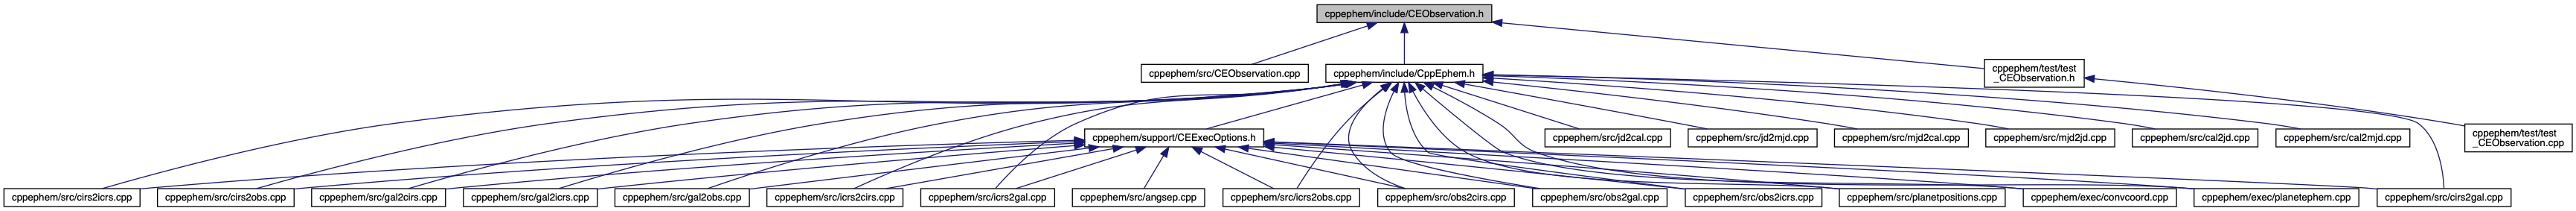 cppephem/include/CEObservation.h
cppephem/src/CEObservation.cpp
cppephem/include/CppEphem.h
cppephem/test/test
_CEObservation.h
cppephem/support/CEExecOptions.h
cppephem/src/jd2cal.cpp
cppephem/src/jd2mjd.cpp
cppephem/src/mjd2cal.cpp
cppephem/src/mjd2jd.cpp
cppephem/src/cal2jd.cpp
cppephem/src/cal2mjd.cpp
cppephem/test/test
_CEObservation.cpp
cppephem/src/cirs2icrs.cpp
cppephem/src/cirs2obs.cpp
cppephem/src/gal2cirs.cpp
cppephem/src/gal2icrs.cpp
cppephem/src/gal2obs.cpp
cppephem/src/icrs2cirs.cpp
cppephem/src/icrs2gal.cpp
cppephem/src/angsep.cpp
cppephem/src/icrs2obs.cpp
cppephem/src/obs2cirs.cpp
cppephem/src/obs2gal.cpp
cppephem/src/obs2icrs.cpp
cppephem/src/planetpositions.cpp
cppephem/exec/convcoord.cpp
cppephem/exec/planetephem.cpp
cppephem/src/cirs2gal.cpp